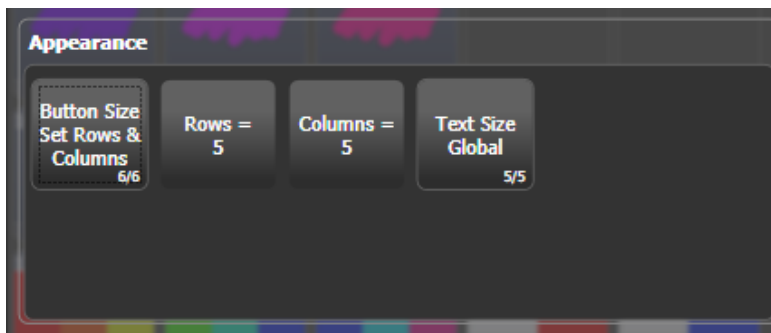 Appearance
Button Size
Set Rows &
Columns
6/6
Rows =
5
Columns =
5
Text Size
Global
5/5